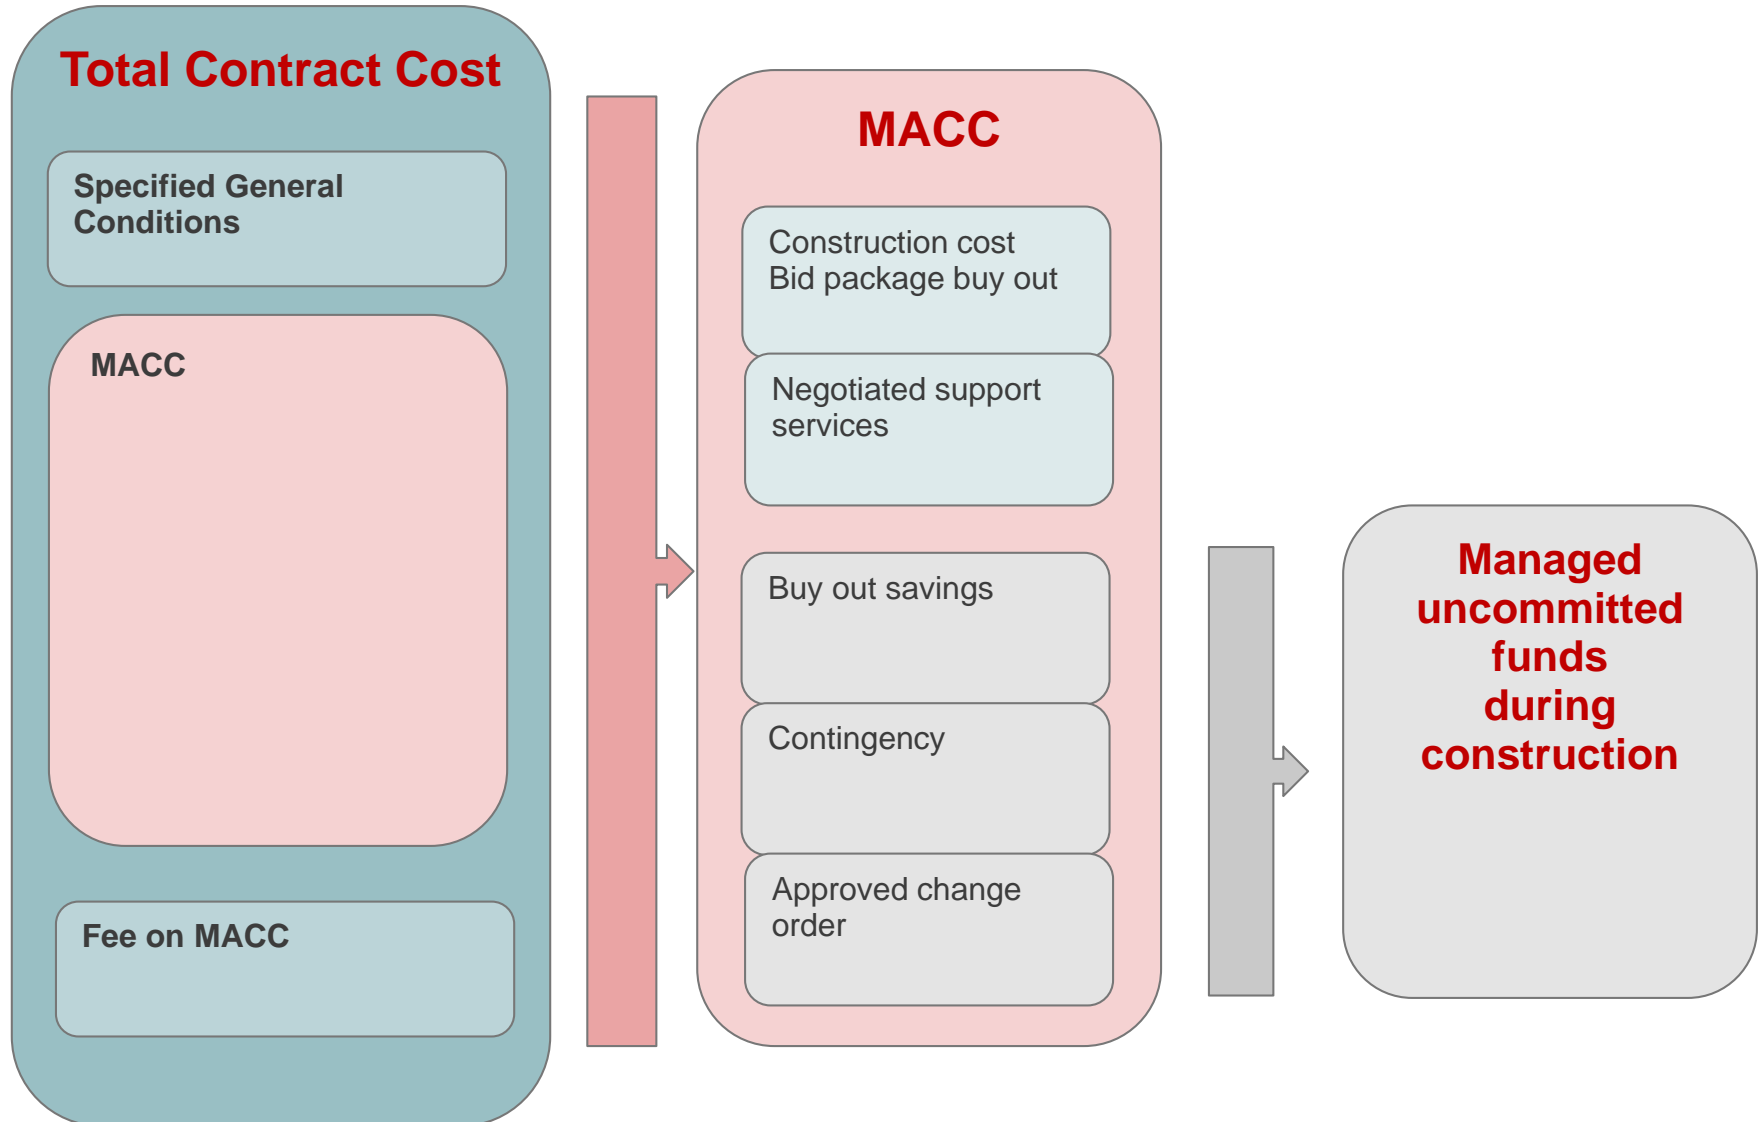 Total Contract Cost
Specified General
Conditions
MACC
Fee on MACC
MACC
Construction cost
Bid package buy out
Negotiated support
services
Buy out savings
Contingency
Approved change
order
Managed
uncommitted
funds
during
construction